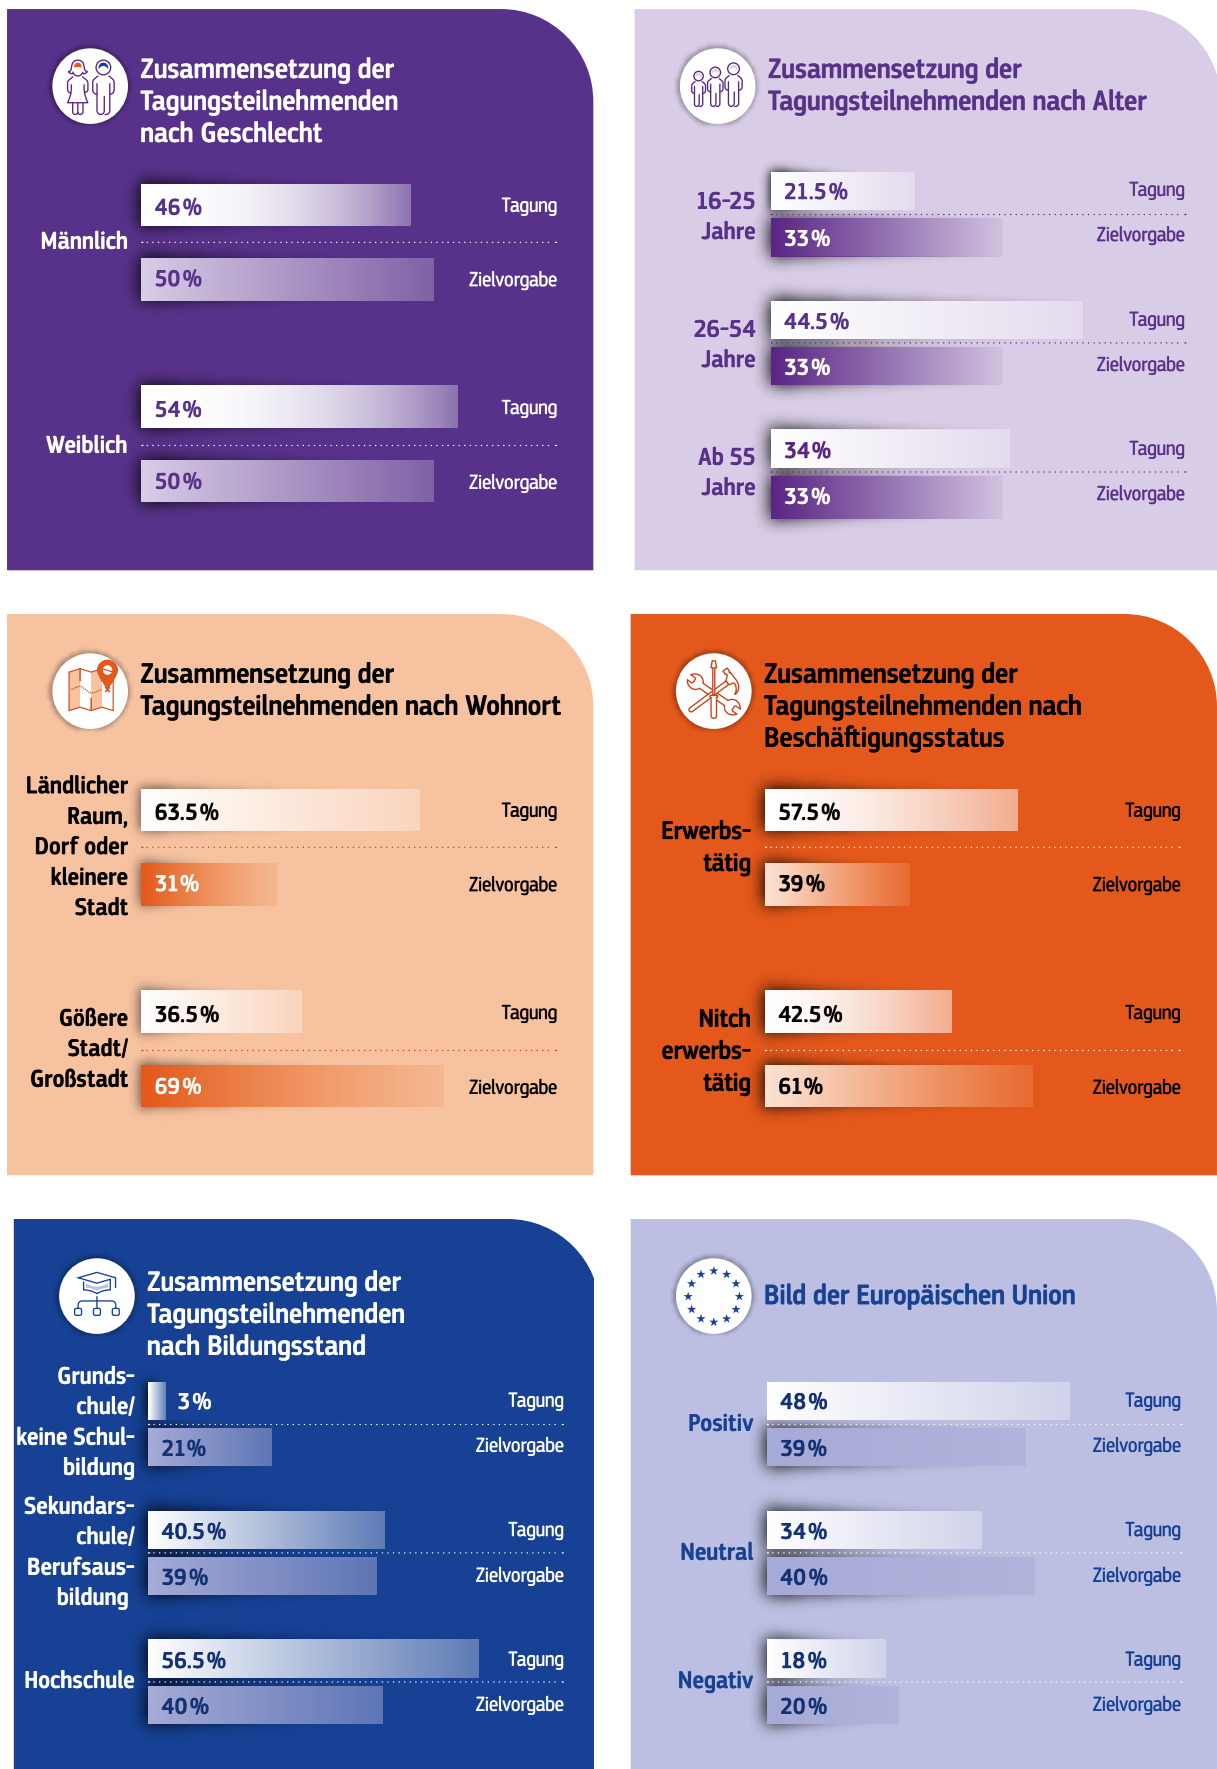 Zusammensetzung der
Tagungsteilnehmenden
nach Geschlecht
Männlich
46%
Tagung
50%
Zielvorgabe
Weiblich
54%
Tagung
50%
Zielvorgabe
Zusammensetzung der
Tagungsteilnehmenden nach Alter
16-25
Jahre
21.5%
Tagung
33%
Zielvorgabe
26-54
Jahre
44.5%
Tagung
33%
Zielvorgabe
Ab 55
Jahre
34%
Tagung
33%
Zielvorgabe
Zusammensetzung der
Tagungsteilnehmenden nach Wohnort
Ländlicher
Raum,
Dorf oder
kleinere
Stadt
63.5%
Tagung
31%
Zielvorgabe
Gößere
Stadt/
Großstadt
36.5%
Tagung
69%
Zielvorgabe
Zusammensetzung der
Tagungsteilnehmenden nach
Beschäftigungsstatus
Erwerbs-
tätig
57.5%
Tagung
39%
Zielvorgabe
Nitch
erwerbs-
tätig
42.5%
Tagung
61%
Zielvorgabe
Zusammensetzung der
Tagungsteilnehmenden
nach Bildungsstand
Grunds-
chule/
keine Schul-
bildung
3%
Tagung
21%
Zielvorgabe
Sekundars-
chule/
Berufsaus-
bildung
40.5%
Tagung
39%
Zielvorgabe
Hochschule
56.5%
Tagung
40%
Zielvorgabe
Bild der Europäischen Union
Positiv
48%
Tagung
39%
Zielvorgabe
Neutral
34%
Tagung
40%
Zielvorgabe
Negativ
18%
Tagung
20%
Zielvorgabe